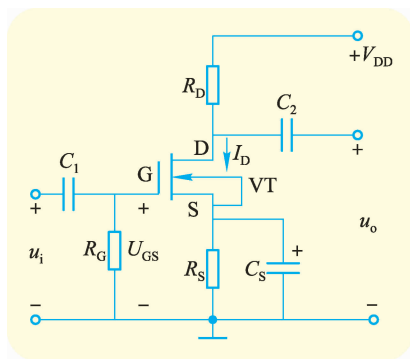 +V_DD
R_D
C_2
D
I_D
+
C_1
G
VT
+
+
S
u_o
u_i
R_G
U_GS
R_S
C_S
+
−
−
−